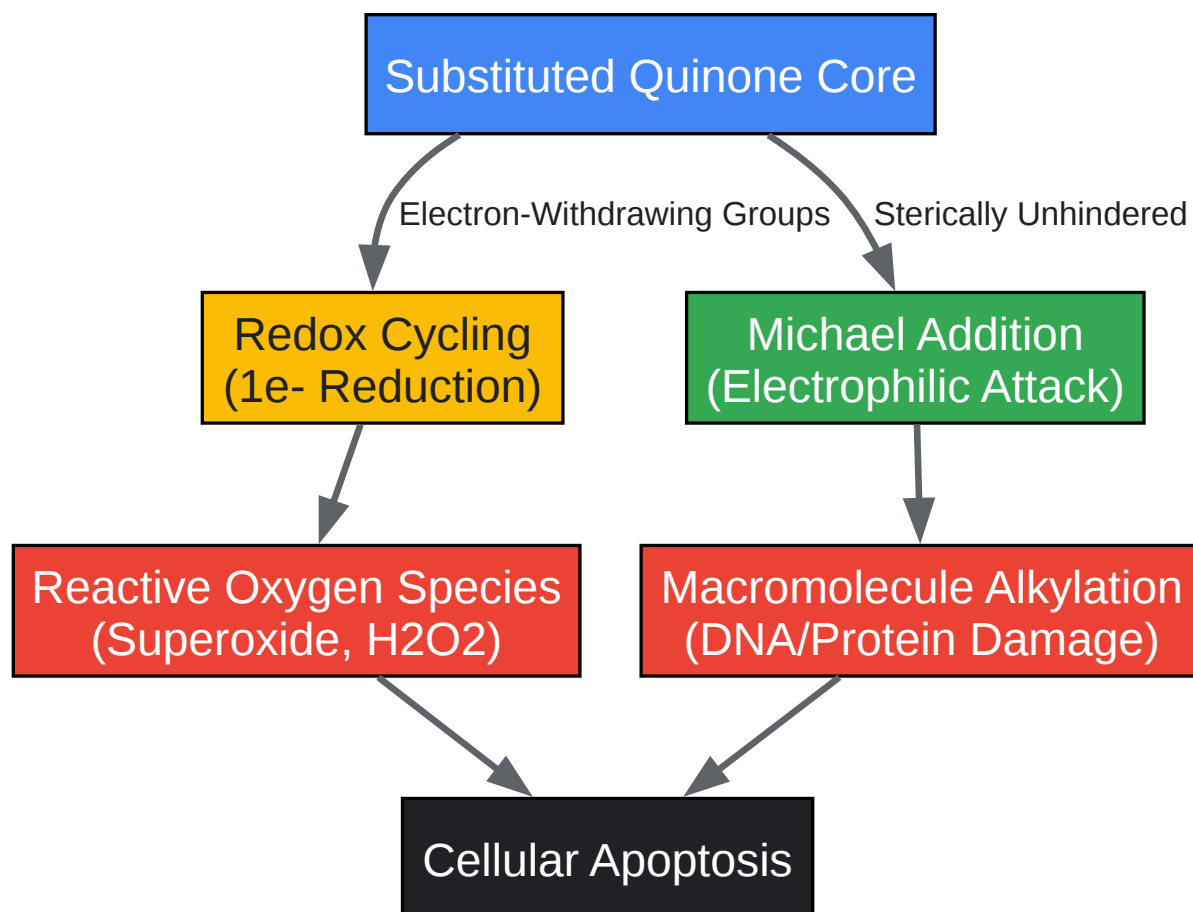 Substituted Quinone Core
Electron-Withdrawing Groups
Sterically Unhindered
Redox Cycling
(1e- Reduction)
Michael Addition
(Electrophilic Attack)
Reactive Oxygen Species
(Superoxide, H2O2)
Macromolecule Alkylation
(DNA/Protein Damage)
Cellular Apoptosis